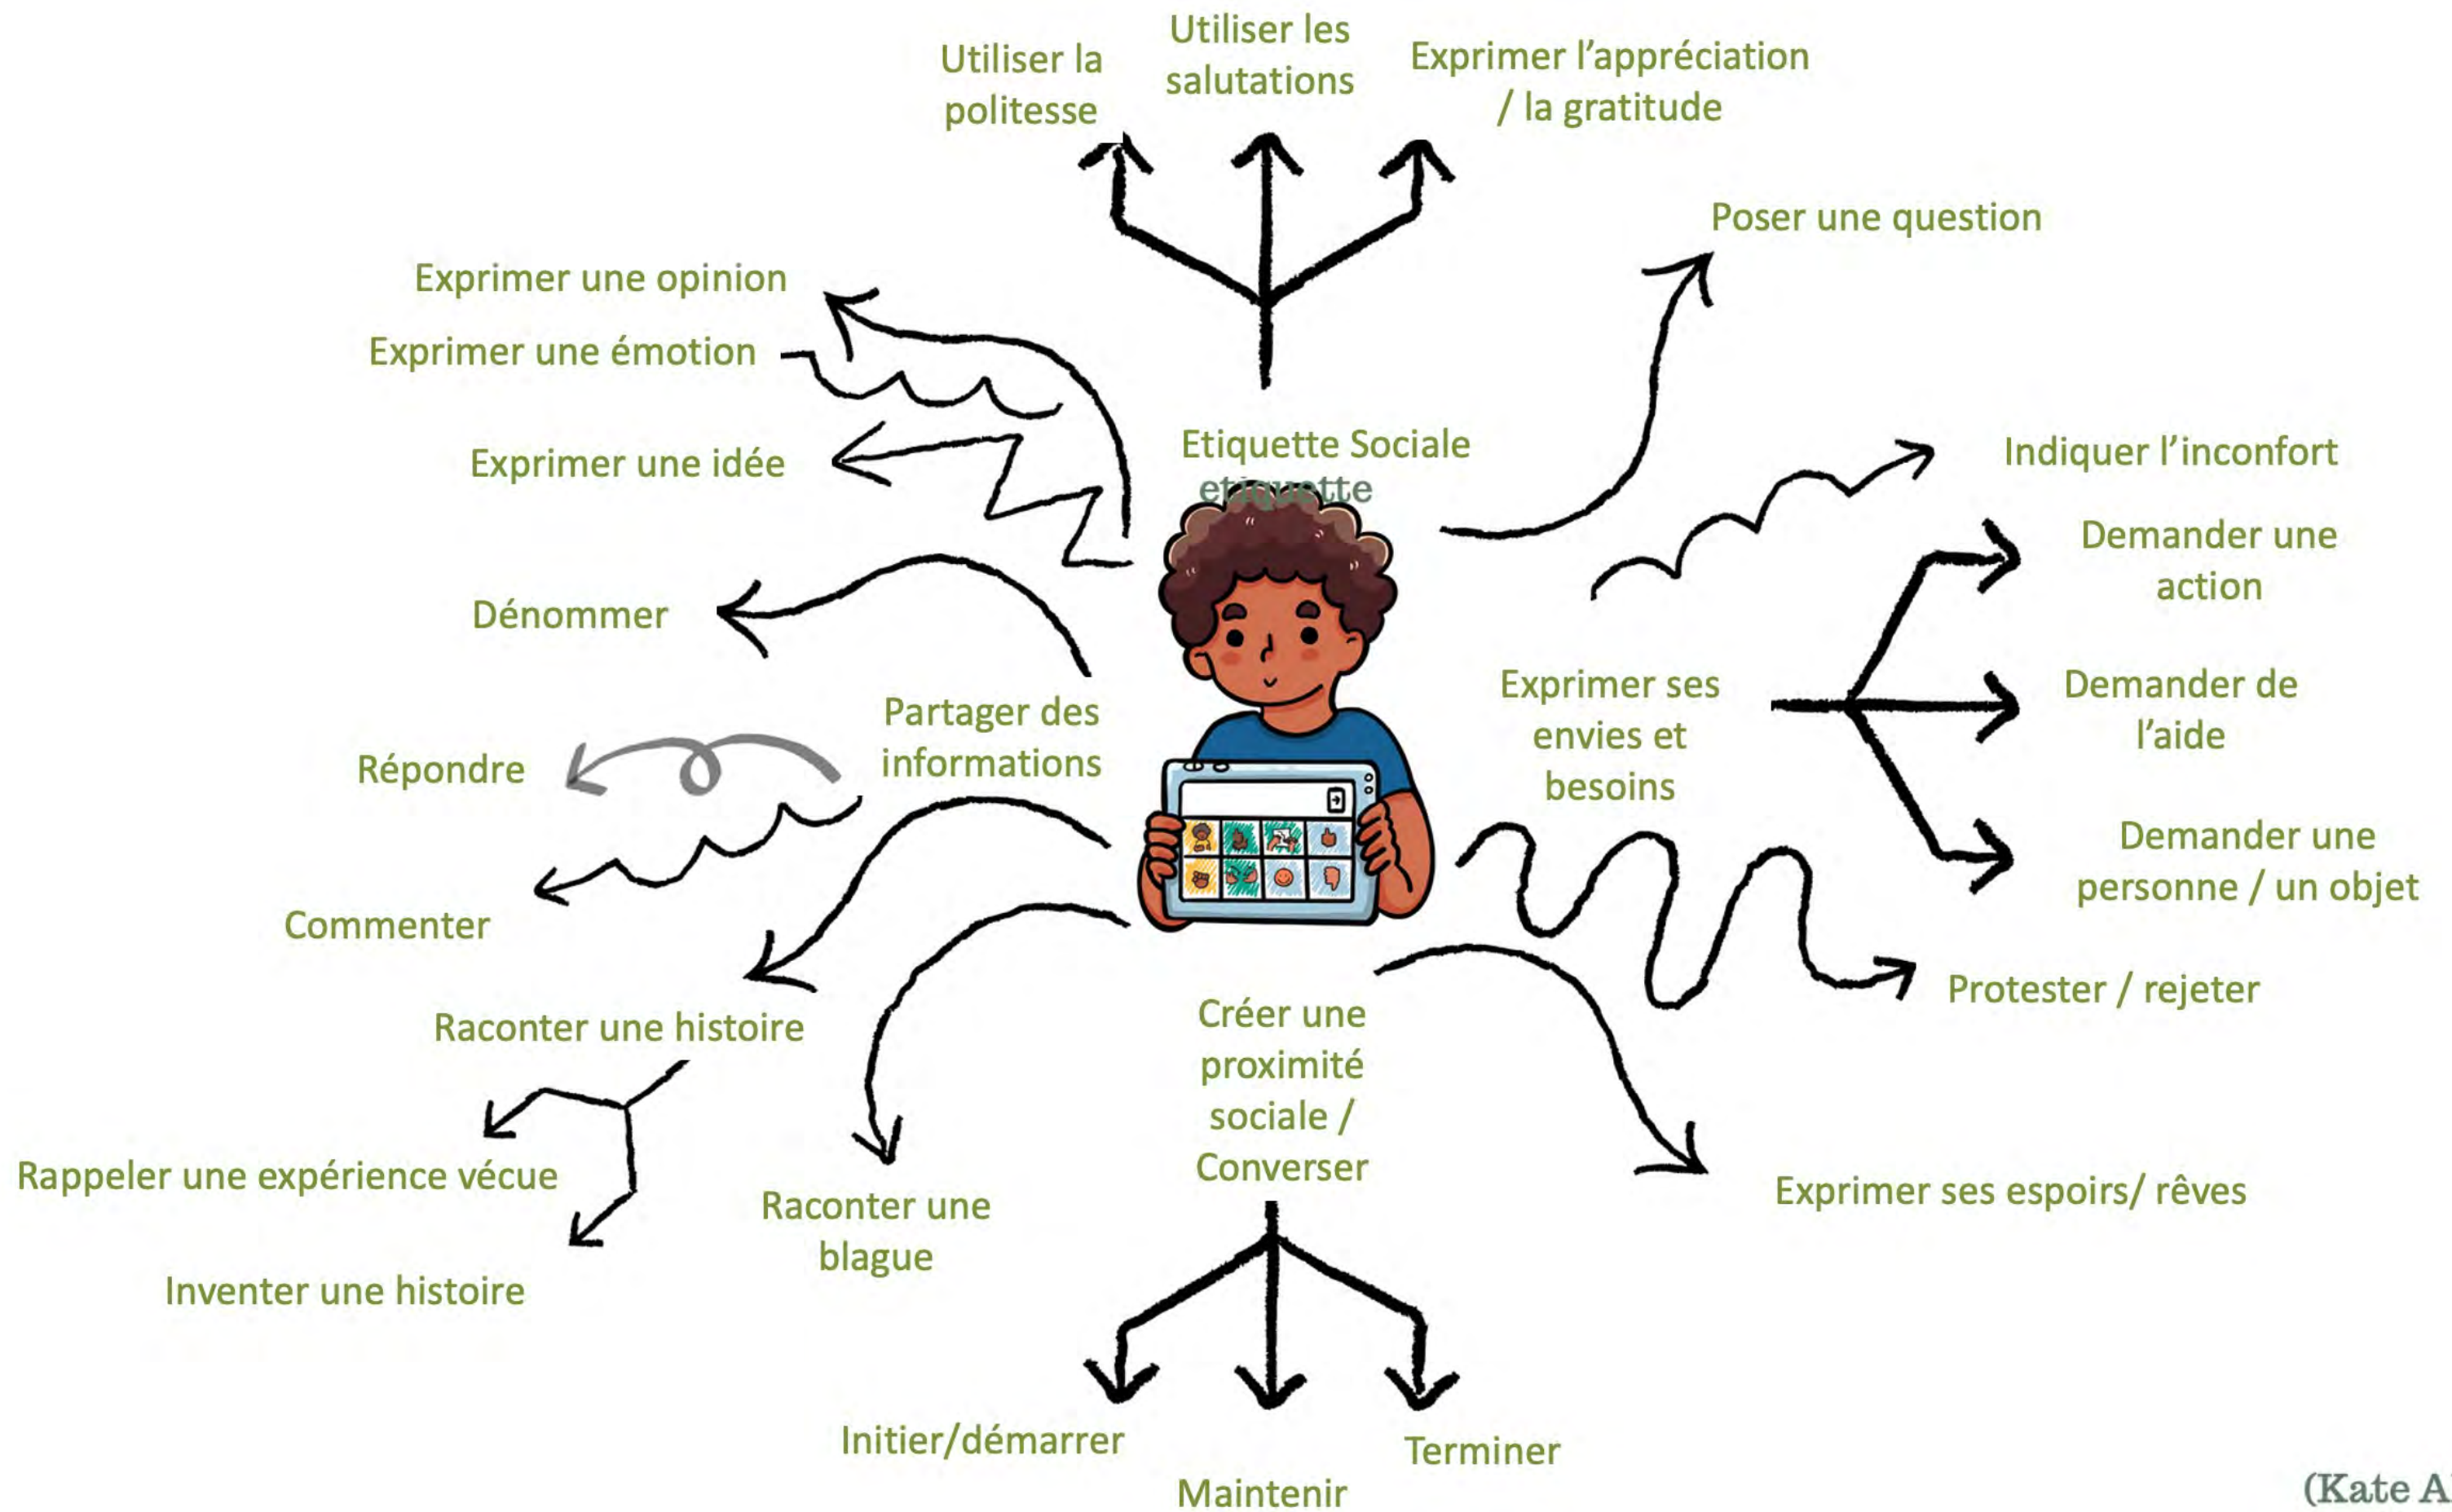 Utiliser la
politesse
Utiliser les
salutations
Exprimer l'appréciation
/ la gratitude
Poser une question
Exprimer une opinion
Exprimer une émotion
Exprimer une idée
Etiquette Sociale
etiquette
Indiquer l'inconfort
Demander une
action
Dénommer
Partager des
informations
Exprimer ses
envies et
besoins
Demander de
l'aide
Répondre
Demander une
personne / un objet
Commenter
Protester / rejeter
Raconter une histoire
Créer une
proximité
sociale /
Converser
Rappeler une expérience vécue
Raconter une
blague
Exprimer ses espoirs/ rêves
Inventer une histoire
Initier/démarrer
Maintenir
Terminer
(Kate